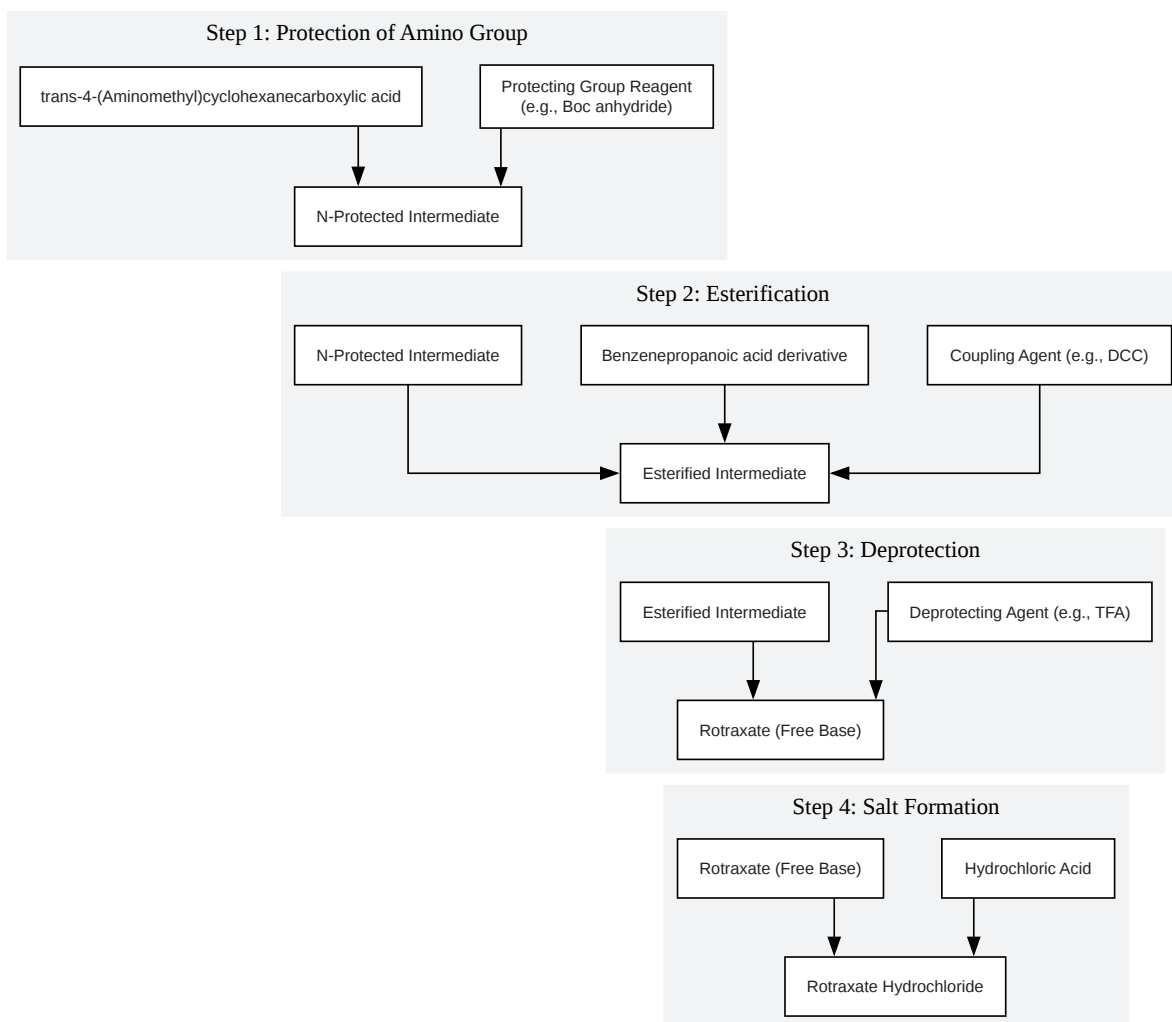 Step 1: Protection of Amino Group
trans-4-(Aminomethyl)cyclohexanecarboxylic acid
Protecting Group Reagent
(e.g., Boc anhydride)
N-Protected Intermediate
Step 2: Esterification
N-Protected Intermediate
Benzenepropanoic acid derivative
Coupling Agent (e.g., DCC)
Esterified Intermediate
Step 3: Deprotection
Esterified Intermediate
Deprotecting Agent (e.g., TFA)
Rotraxate (Free Base)
Step 4: Salt Formation
Rotraxate (Free Base)
Hydrochloric Acid
Rotraxate Hydrochloride